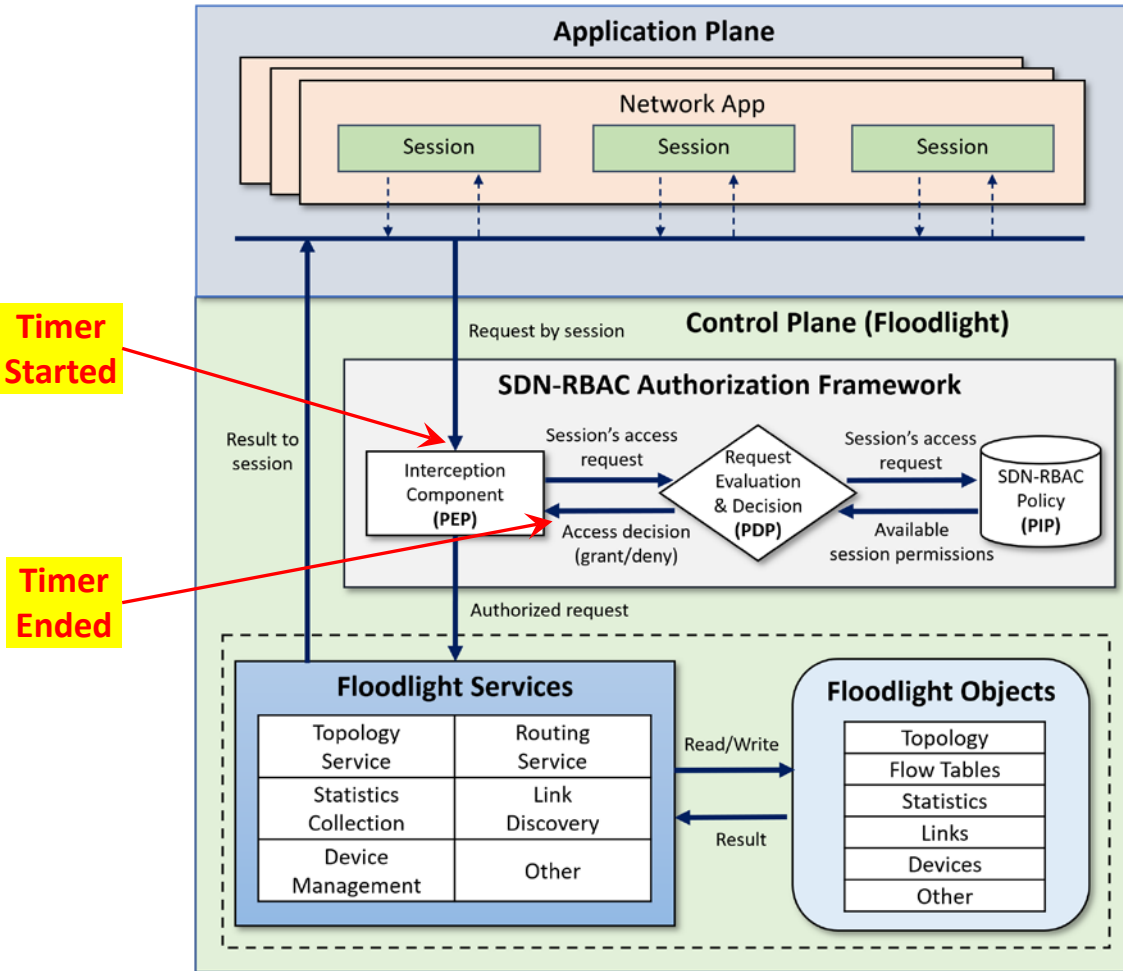 Application Plane
Network App
Session
Session
Session
Timer
Started
Request by session
Control Plane (Floodlight)
SDN-RBAC Authorization Framework
Result to
session
Interception
Component
(PEP)
Session's access
request
Access decision
(grant/deny)
Request
Evaluation
& Decision
(PDP)
Session's access
request
Available
session permissions
SDN-RBAC
Policy
(PIP)
Timer
Ended
Authorized request
Floodlight Services
Topology
Service
Routing
Service
Statistics
Collection
Link
Discovery
Device
Management
Other
Read/Write
Result
Floodlight Objects
Topology
Flow Tables
Statistics
Links
Devices
Other